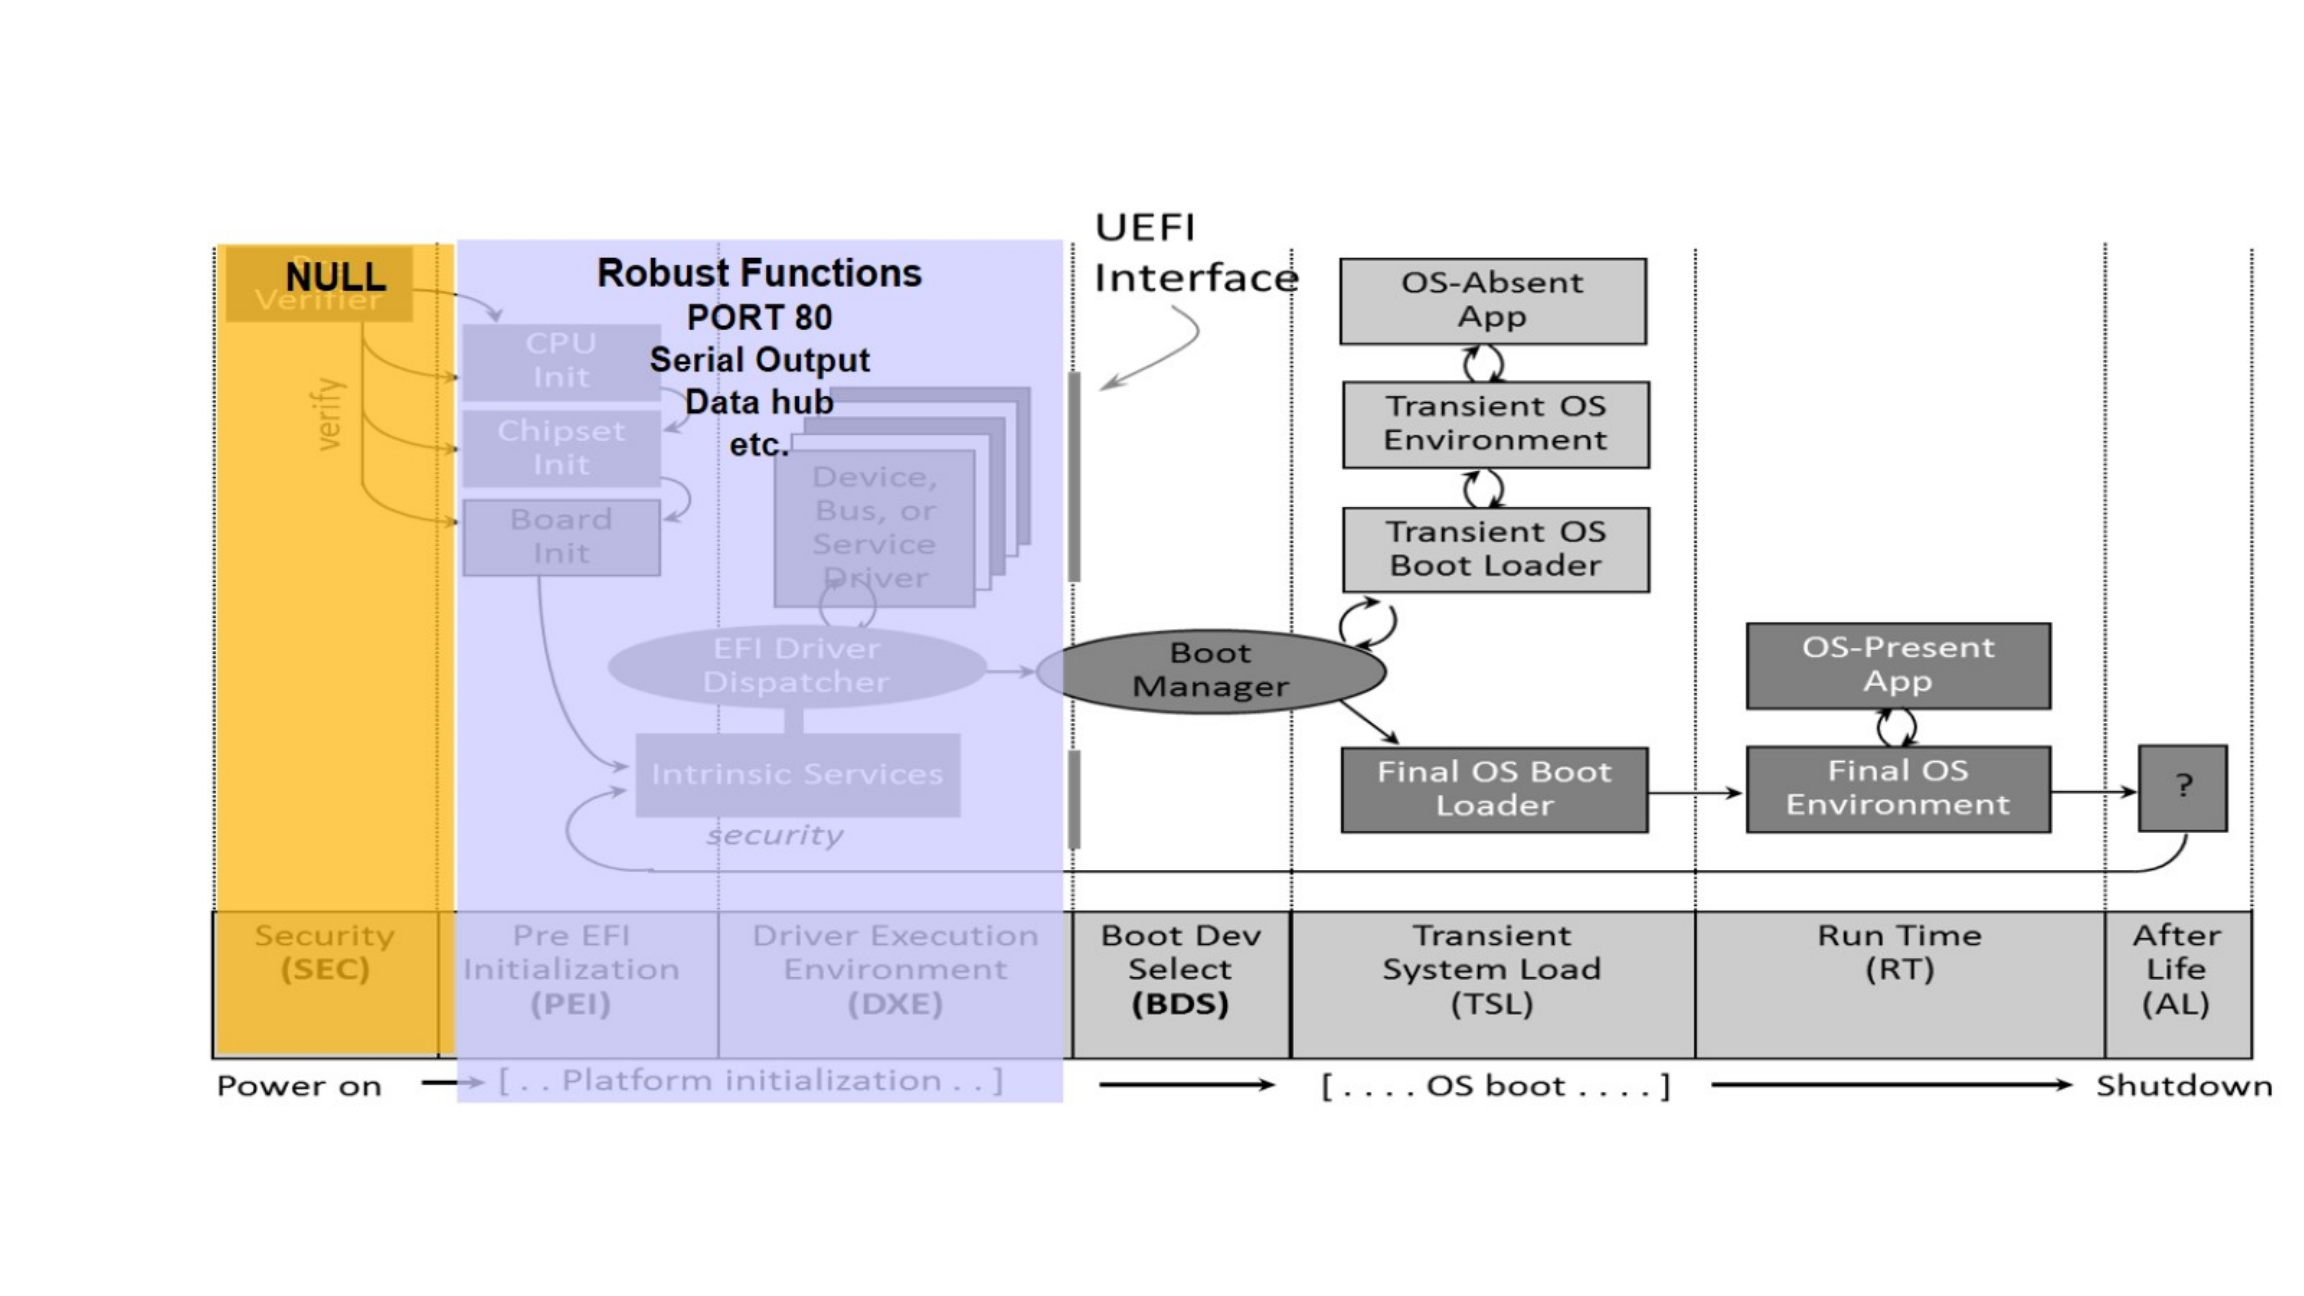 UEFI
Interface
NULL
Pre
Verifier
verify
Robust Functions
PORT 80
Serial Output
Data hub
etc.
CPU
Init
Chipset
Init
Board
Init
Device,
Bus, or
Service
Driver
EFI Driver
Dispatcher
Intrinsic Services
security
Boot
Manager
OS-Absent
App
Transient OS
Environment
Transient OS
Boot Loader
Final OS Boot
Loader
OS-Present
App
Final OS
Environment
?
Security
(SEC)
Pre EFI
Initialization
(PEI)
Driver Execution
Environment
(DXE)
Boot Dev
Select
(BDS)
Transient
System Load
(TSL)
Run Time
(RT)
After
Life
(AL)
Power on
[ . . Platform initialization . . ]
[ . . . . OS boot . . . . ]
Shutdown